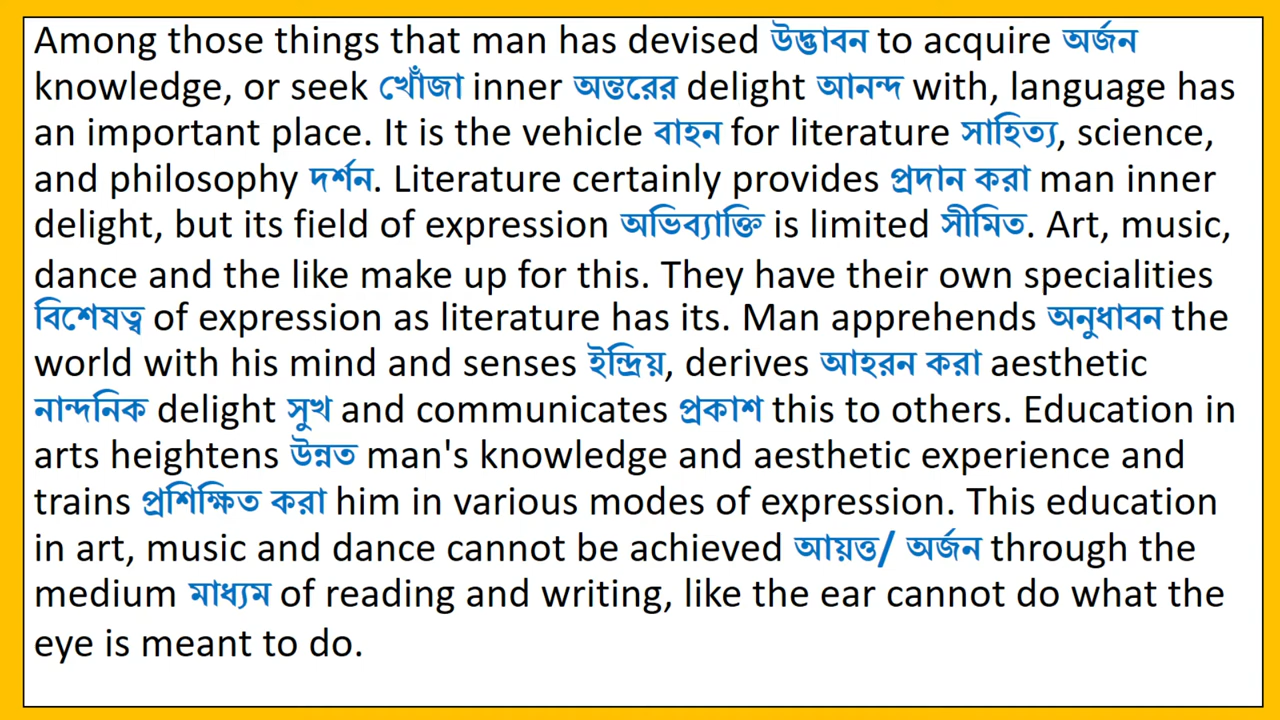 Among those things that man has devised উদ্ভাবন to acquire অর্জন
knowledge, or seek খোঁজা inner অন্তরের delight আনন্দ with, language has
an important place. It is the vehicle বাহন for literature সাহিত্য, science,
and philosophy দর্শন. Literature certainly provides প্রদান করা man inner
delight, but its field of expression অভিব্যাক্তি is limited সীমিত. Art, music,
dance and the like make up for this. They have their own specialities
বিশেষত্ব of expression as literature has its. Man apprehends অনুধাবন the
world with his mind and senses ইন্দ্রিয়, derives আহরন করা aesthetic
নান্দনিক delight সুখ and communicates প্রকাশ this to others. Education in
arts heightens উন্নত man's knowledge and aesthetic experience and
trains প্রশিক্ষিত করা him in various modes of expression. This education
in art, music and dance cannot be achieved আয়ত্ত/ অর্জন through the
medium মাধ্যম of reading and writing, like the ear cannot do what the
eye is meant to do.